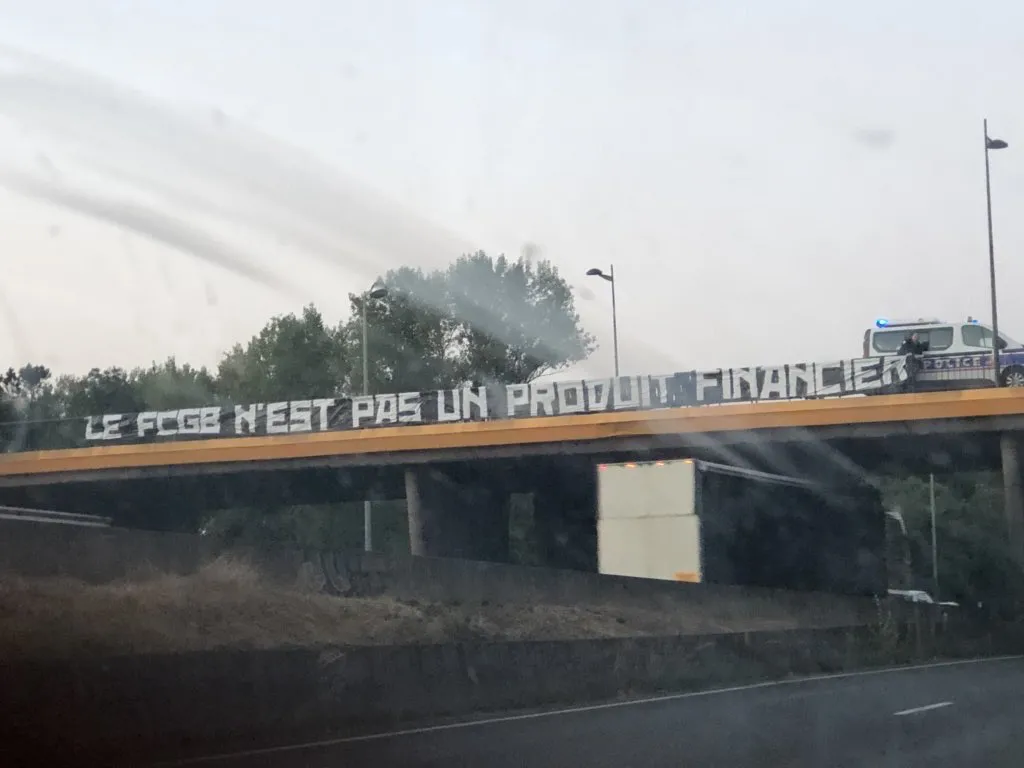 LE FCGB N'EST PAS UN PRODUIT FINANCIER
POLICE